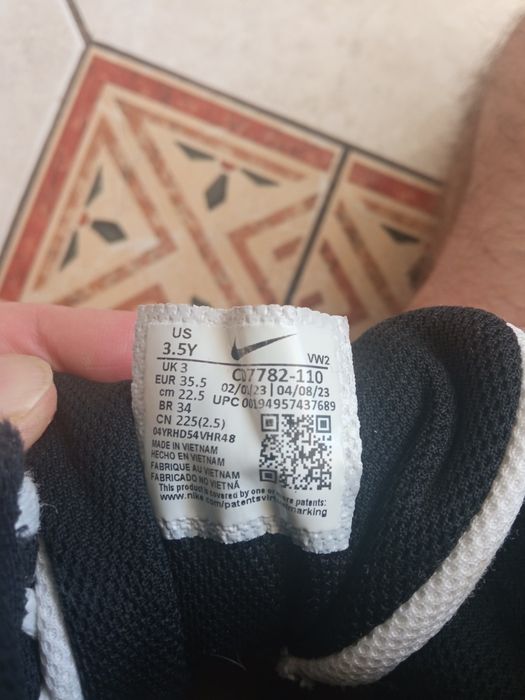 US
3.5Y
VW2
UK 3
EUR 35.5
cm 22.5
02/ /23 | 04/08/23
BR 34
UPC 00194957437689
CN 225(2.5)
04YRHD54VHR48
MADE IN VIETNAM
HECHO EN VIETNAM
FABRIQUE AU VIETNAM
FABRICADO NO VIETNÃ
This product is covered by one or more patents:
www.nike.com/patentsvirtualmarking